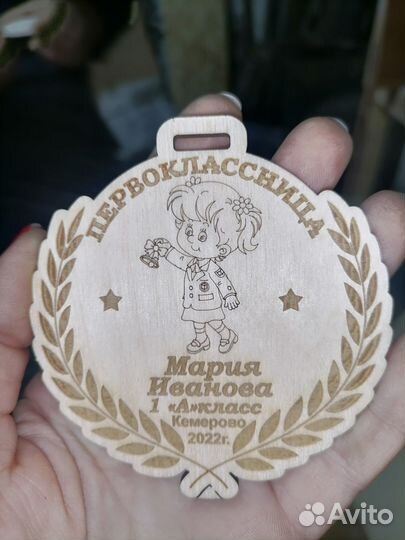 ПЕРВОКЛАССНИЦА
Мария
Иванова
1 «А»класс
Кемерово
2022г.
Avito